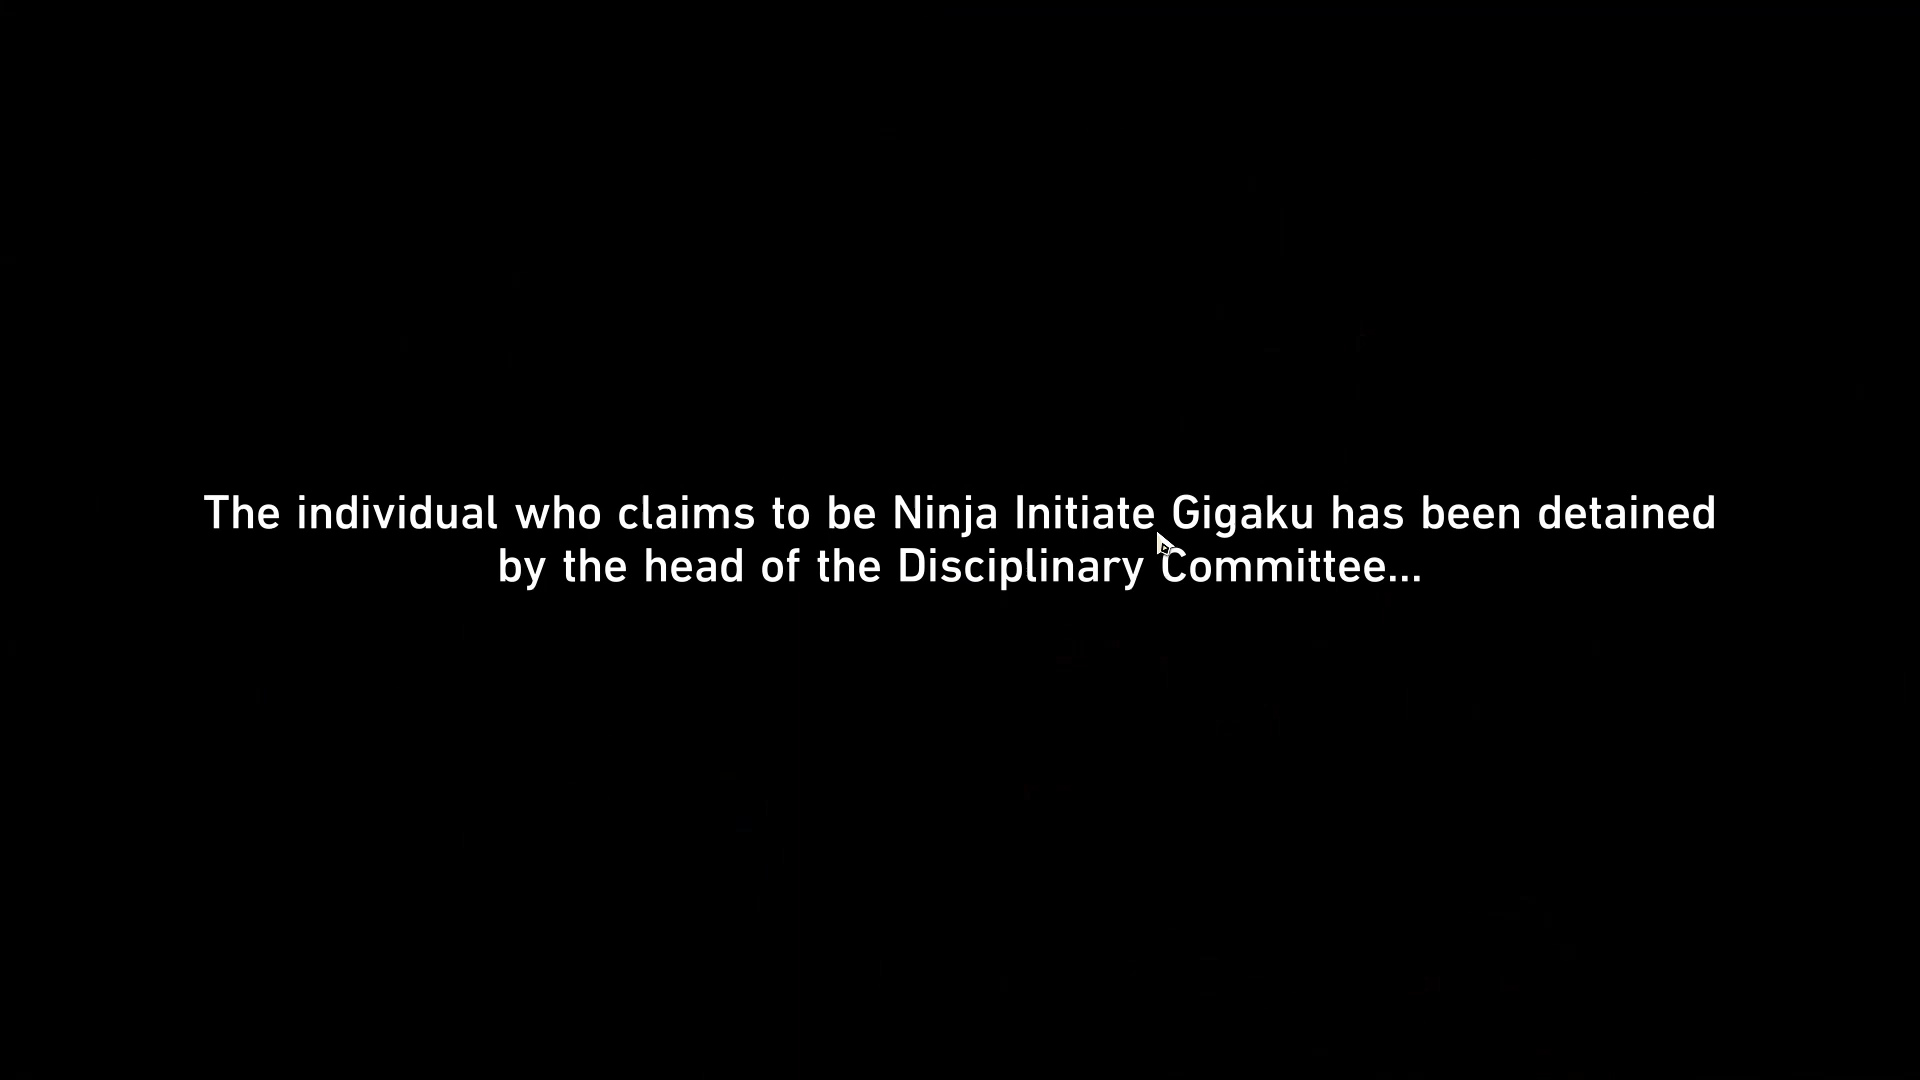 The individual who claims to be Ninja Initiate Gigaku has been detained
by the head of the Disciplinary Committee...